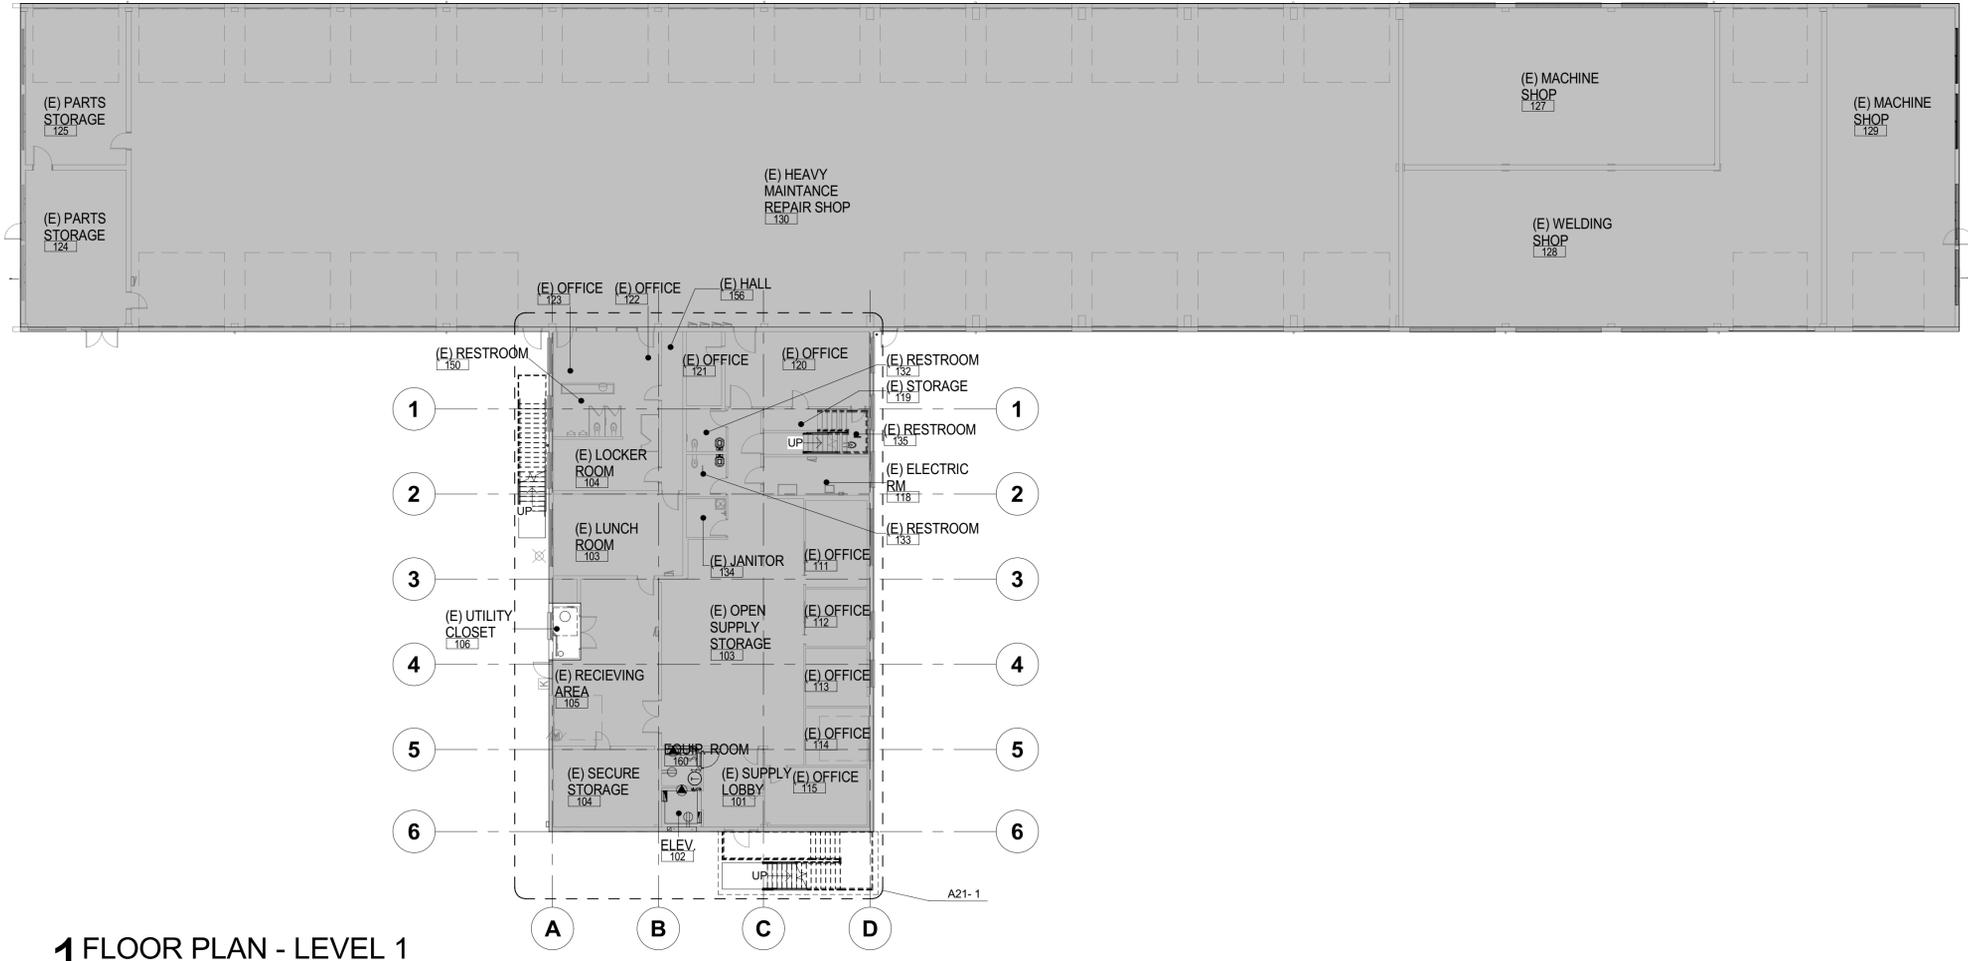 (E) PARTS
STORAGE
125
(E) MACHINE
SHOP
127
(E) MACHINE
SHOP
129
(E) HEAVY
MAINTANCE
REPAIR SHOP
130
(E) PARTS
STORAGE
124
(E) WELDING
SHOP
128
(E) OFFICE
123
(E) OFFICE
122
(E) HALL
156
(E) RESTROOM
150
(E) OFFICE
121
(E) OFFICE
120
(E) RESTROOM
132
(E) STORAGE
119
1
1
(E) RESTROOM
135
UP
(E) LOCKER
ROOM
104
(E) ELECTRIC
RM
118
2
2
UP
(E) LUNCH
ROOM
103
(E) RESTROOM
133
(E) JANITOR
134
(E) OFFICE
111
3
3
(E) UTILITY
CLOSET
106
(E) OPEN
SUPPLY
STORAGE
103
(E) OFFICE
112
4
4
(E) RECIEVING
AREA
105
K
(E) OFFICE
113
(E) OFFICE
114
5
5
EQUIP. ROOM
160
(E) SECURE
STORAGE
104
(E) SUPPLY
LOBBY
101
(E) OFFICE
115
6
6
ELEV.
102
UP
A21- 1
A
B
C
D
1 FLOOR PLAN - LEVEL 1